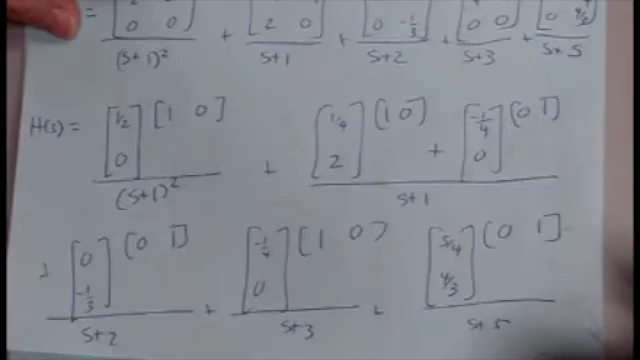 = [ 0 0 ] / (s+1)² + [ 2 0 ] / s+1 + [ 0 -1/3 ] / s+2 + [ 0 0 ] / s+3 + [ 0 4/3 ] / s+5
H(s) = [ 1/2 0 ] [ 1 0 ] / (s+1)² + [ 1/4 2 ] [ 1 0 ] + [ -1/4 0 ] [ 0 1 ] / s+1
+ [ 0 -1/3 ] [ 0 1 ] / s+2 + [ -1/4 0 ] [ 1 0 ] / s+3 + [ 5/4 4/3 ] [ 0 1 ] / s+5